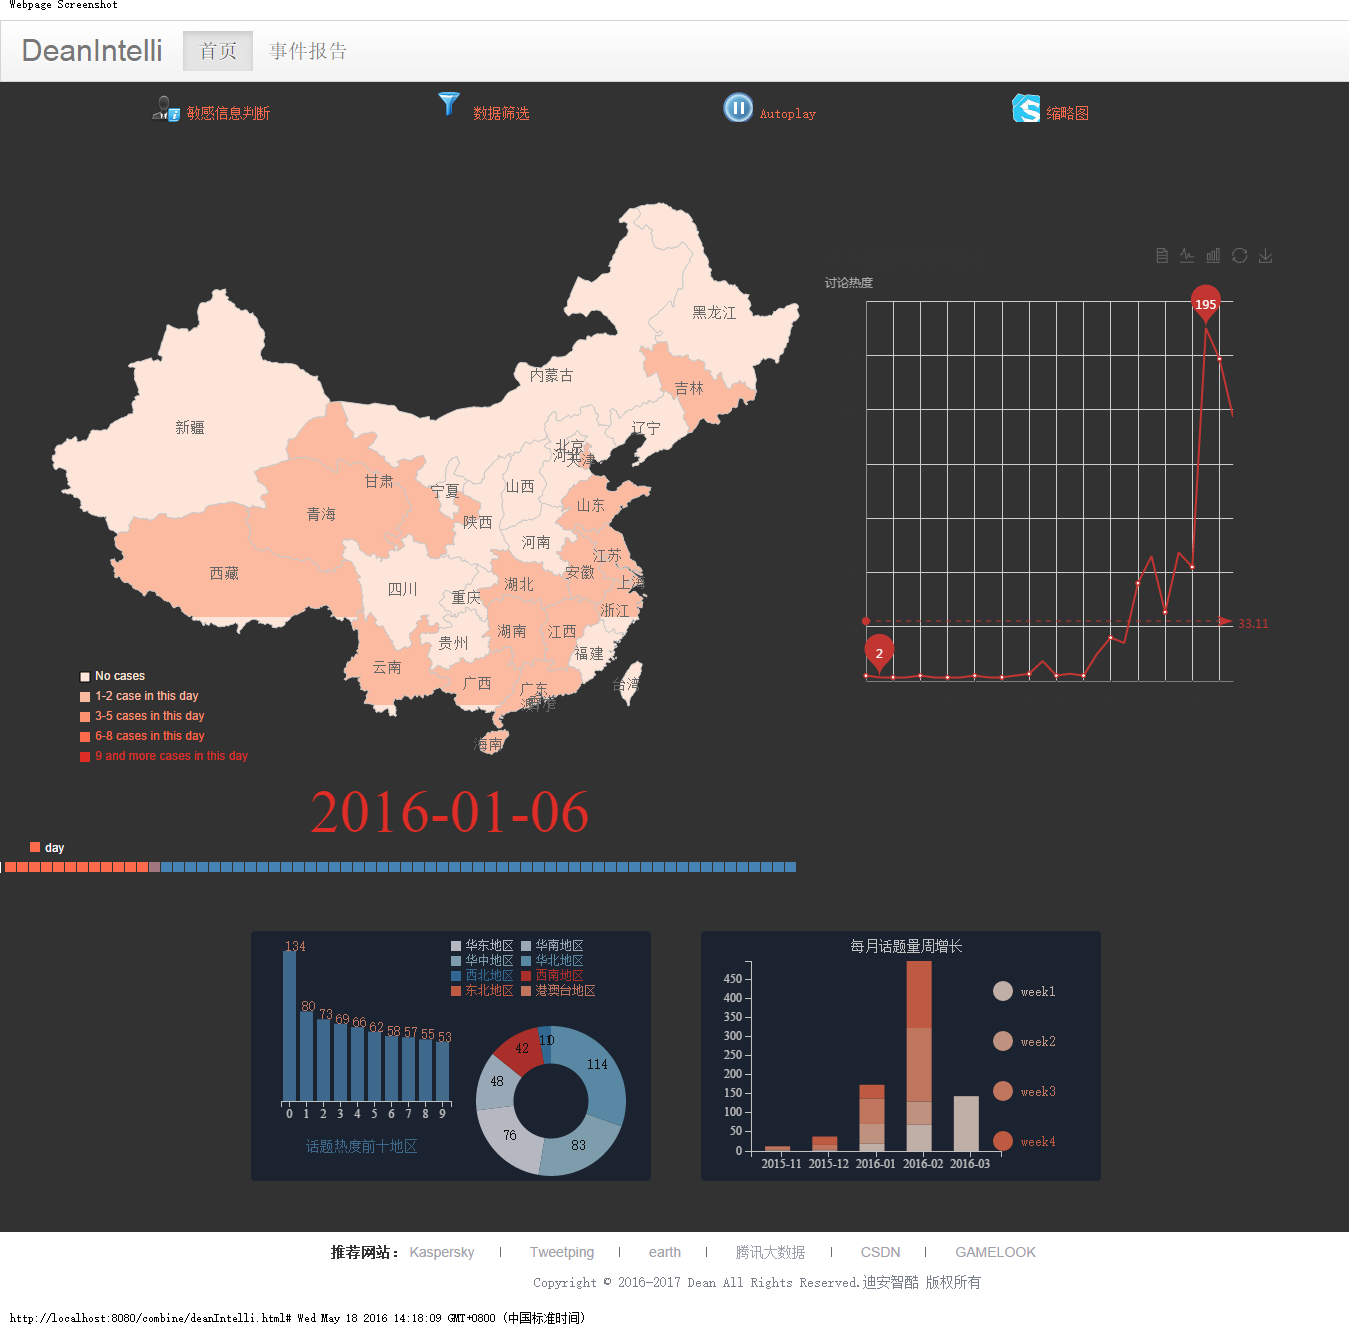 Webpage Screenshot
DeanIntelli 首页 事件报告
敏感信息判断 数据筛选 Autoplay 缩略图
讨论热度
195
2
33.11
黑龙江
内蒙古
吉林
新疆
辽宁
北京
河北
天津
甘肃
宁夏
山西
山东
青海
陕西
河南
江苏
西藏
安徽
四川
湖北
上海
重庆
浙江
湖南
江西
贵州
福建
云南
广西
广东
台湾
海南
No cases
1-2 case in this day
3-5 cases in this day
6-8 cases in this day
9 and more cases in this day
2016-01-06
day
134
80 73 69 66 62 58 57 55 53
0 1 2 3 4 5 6 7 8 9
话题热度前十地区
华东地区 华南地区
华中地区 华北地区
西北地区 西南地区
东北地区 港澳台地区
114
83
76
48
42
11
0
每月话题量周增长
450
400
350
300
250
200
150
100
50
0
2015-11 2015-12 2016-01 2016-02 2016-03
week1
week2
week3
week4
推荐网站： Kaspersky | Tweetping | earth | 腾讯大数据 | CSDN | GAMELOOK
Copyright © 2016-2017 Dean All Rights Reserved.迪安智酷 版权所有
http://localhost:8080/combine/deanIntelli.html# Wed May 18 2016 14:18:09 GMT+0800 (中国标准时间)